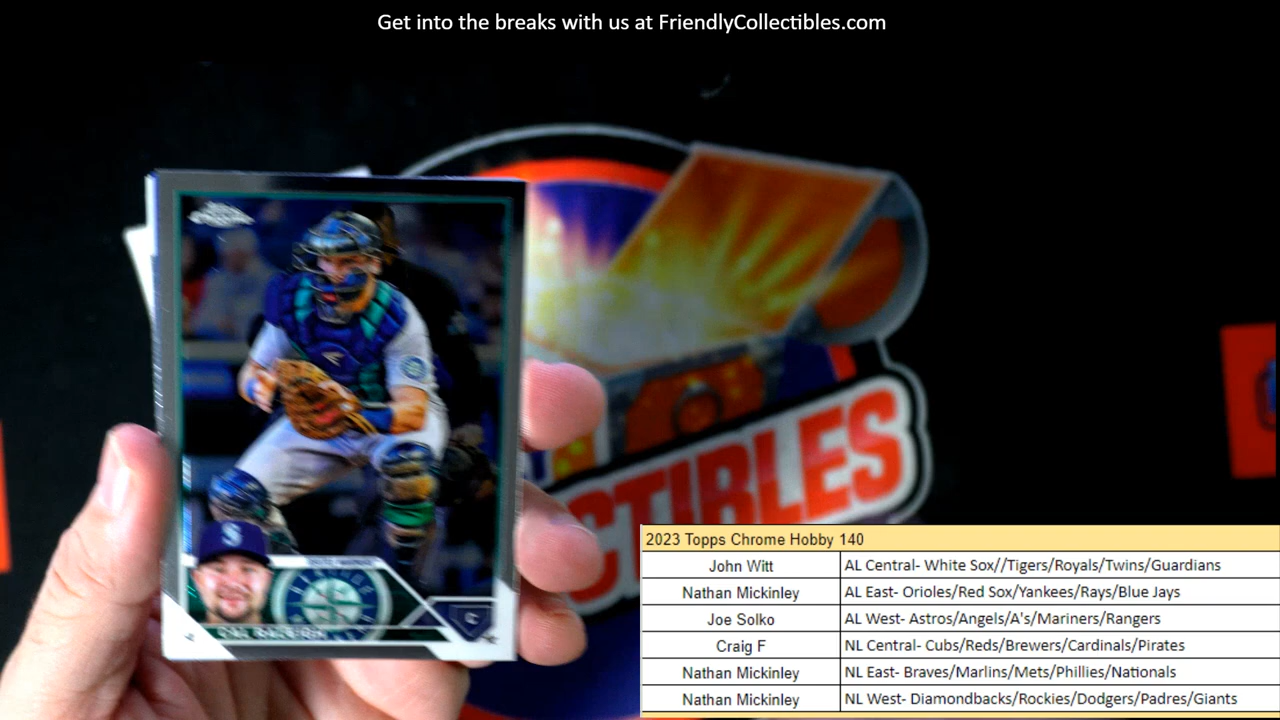 Get into the breaks with us at FriendlyCollectibles.com
CTIBLES
CAL RALEIGH
C
S
2023 Topps Chrome Hobby 140
John Witt AL Central- White Sox//Tigers/Royals/Twins/Guardians
Nathan Mickinley AL East- Orioles/Red Sox/Yankees/Rays/Blue Jays
Joe Solko AL West- Astros/Angels/A's/Mariners/Rangers
Craig F NL Central- Cubs/Reds/Brewers/Cardinals/Pirates
Nathan Mickinley NL East- Braves/Marlins/Mets/Phillies/Nationals
Nathan Mickinley NL West- Diamondbacks/Rockies/Dodgers/Padres/Giants